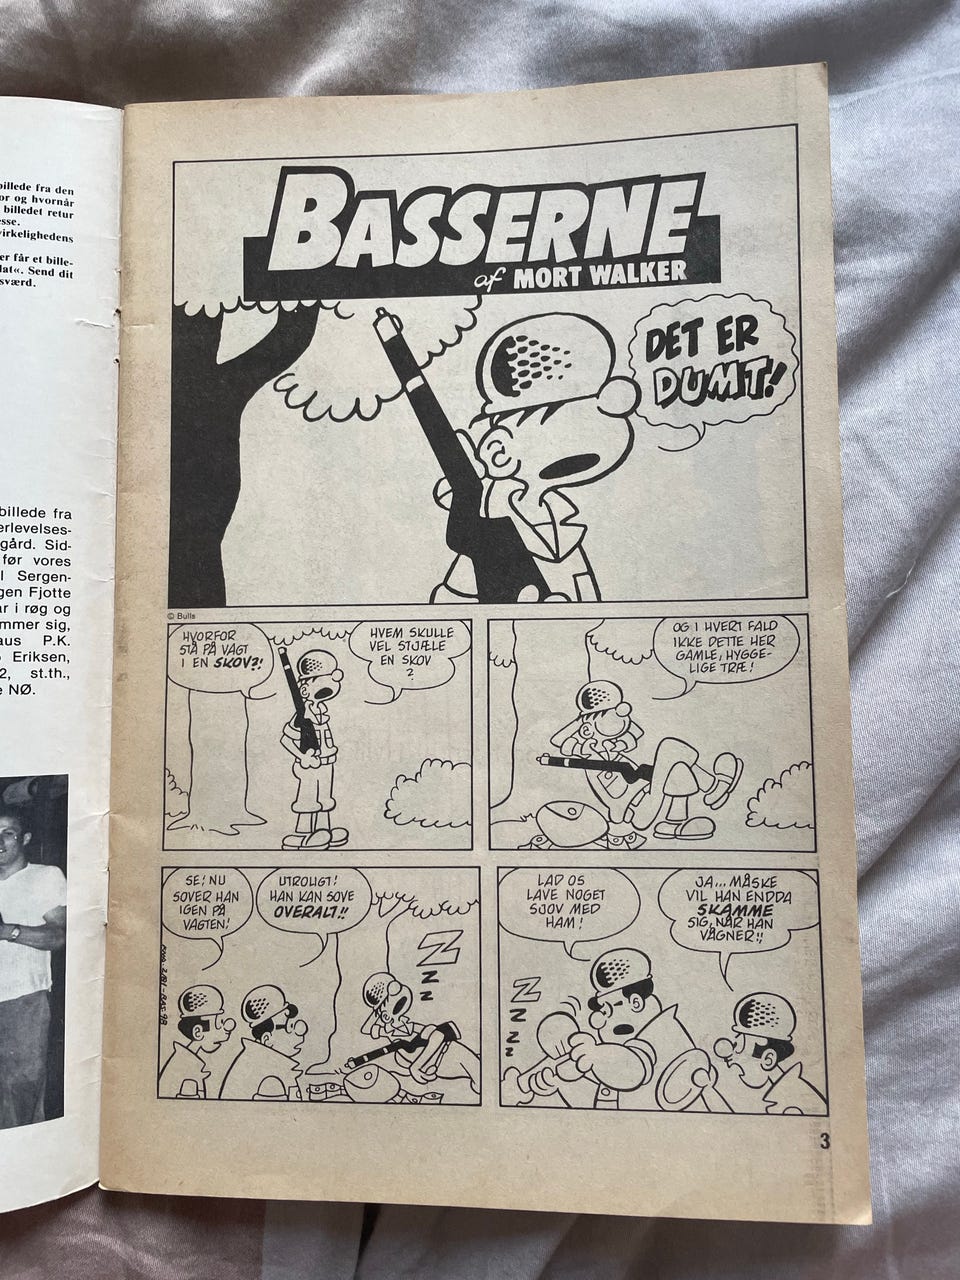 billede fra den
or og hvornår
billedet retur
esse.
virkelighedens
er får et bille-
dat«. Send dit
sværd.
billede fra
erlevelses-
gård. Sid-
før vores
l Sergen-
gen Fjotte
ar i røg og
mmer sig,
aus P.K.
Eriksen,
2, st.th.,
NØ.
BASSERNE
af MORT WALKER
DET ER
DUMT!
© Bulls
HVORFOR
STÅ PÅ VAGT
I EN SKOV?!
HVEM SKULLE
VEL STJÆLE
EN SKOV
?
OG I HVERT FALD
IKKE DETTE HER
GAMLE, HYGGE-
LIGE TRÆ!
SE! NU
SOVER HAN
IGEN PÅ
VAGTEN!
UTROLIGT!
HAN KAN SOVE
OVERALT!!
Z
Z
Z
Z
LAD OS
LAVE NOGET
SJOV MED
HAM!
JA... MÅSKE
VIL HAN ENDDA
SKAMME
SIG, NÅR HAN
VÅGNER!!
Z
Z
Z
Z
Z
3